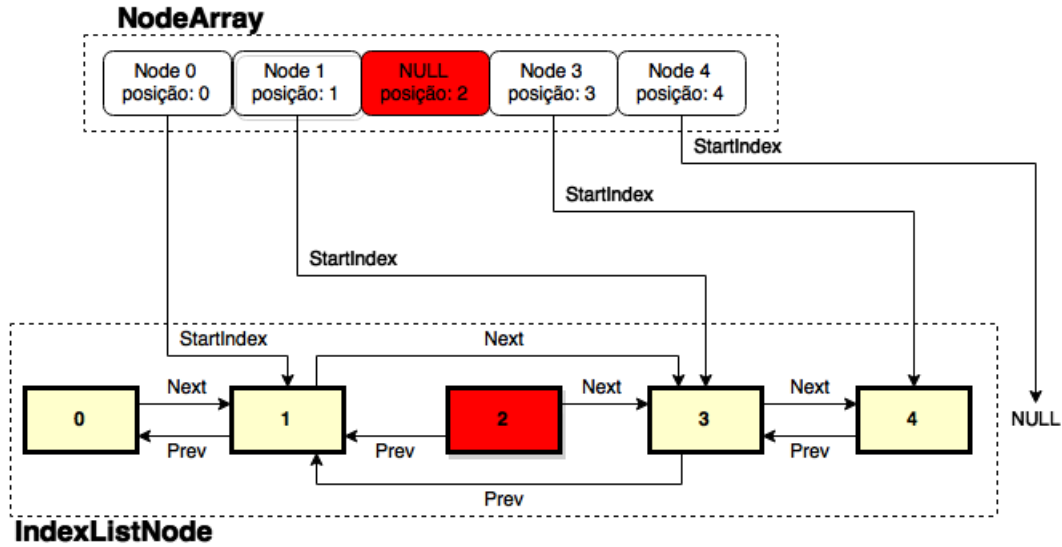 NodeArray
Node 0
posição: 0
Node 1
posição: 1
NULL
posição: 2
Node 3
posição: 3
Node 4
posição: 4
StartIndex
StartIndex
StartIndex
StartIndex
Next
Next
Next
Next
0
1
2
3
4
NULL
Prev
Prev
Prev
Prev
IndexListNode